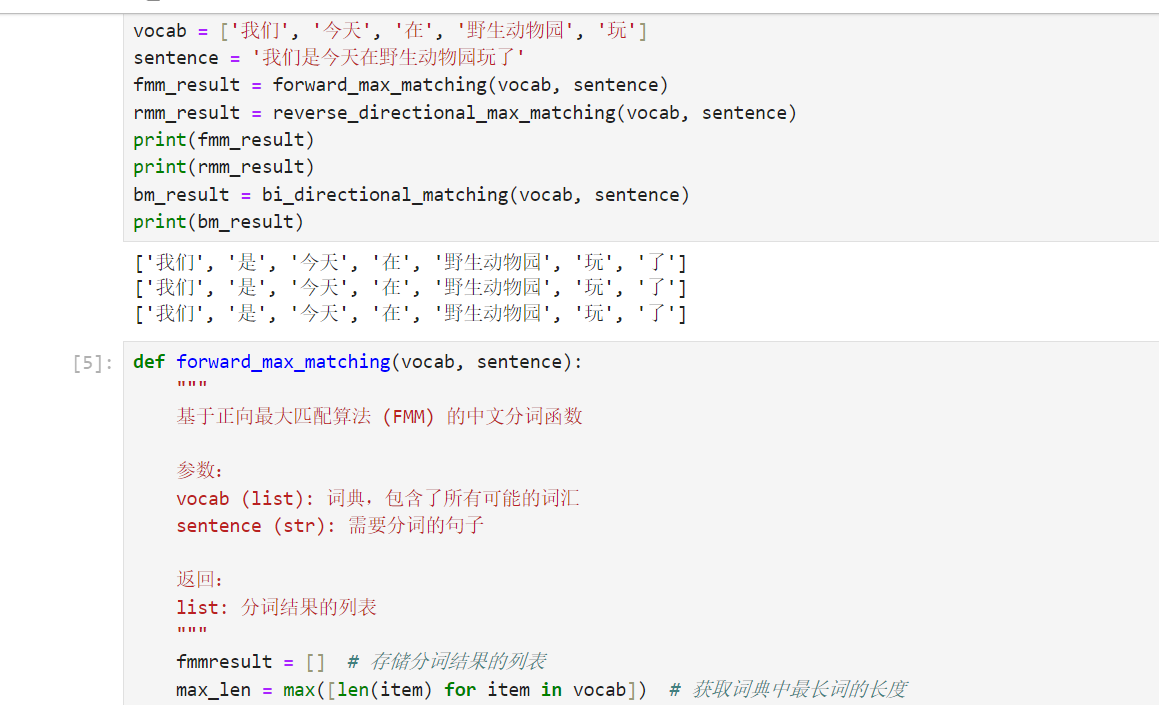 vocab = ['我们', '今天', '在', '野生动物园', '玩']
sentence = '我们是今天在野生动物园玩了'
fmm_result = forward_max_matching(vocab, sentence)
rmm_result = reverse_directional_max_matching(vocab, sentence)
print(fmm_result)
print(rmm_result)
bm_result = bi_directional_matching(vocab, sentence)
print(bm_result)
['我们', '是', '今天', '在', '野生动物园', '玩', '了']
['我们', '是', '今天', '在', '野生动物园', '玩', '了']
['我们', '是', '今天', '在', '野生动物园', '玩', '了']
[5]: def forward_max_matching(vocab, sentence):
"""
基于正向最大匹配算法 (FMM) 的中文分词函数
参数:
vocab (list): 词典，包含了所有可能的词汇
sentence (str): 需要分词的句子
返回:
list: 分词结果的列表
"""
fmmresult = [] # 存储分词结果的列表
max_len = max([len(item) for item in vocab]) # 获取词典中最长词的长度